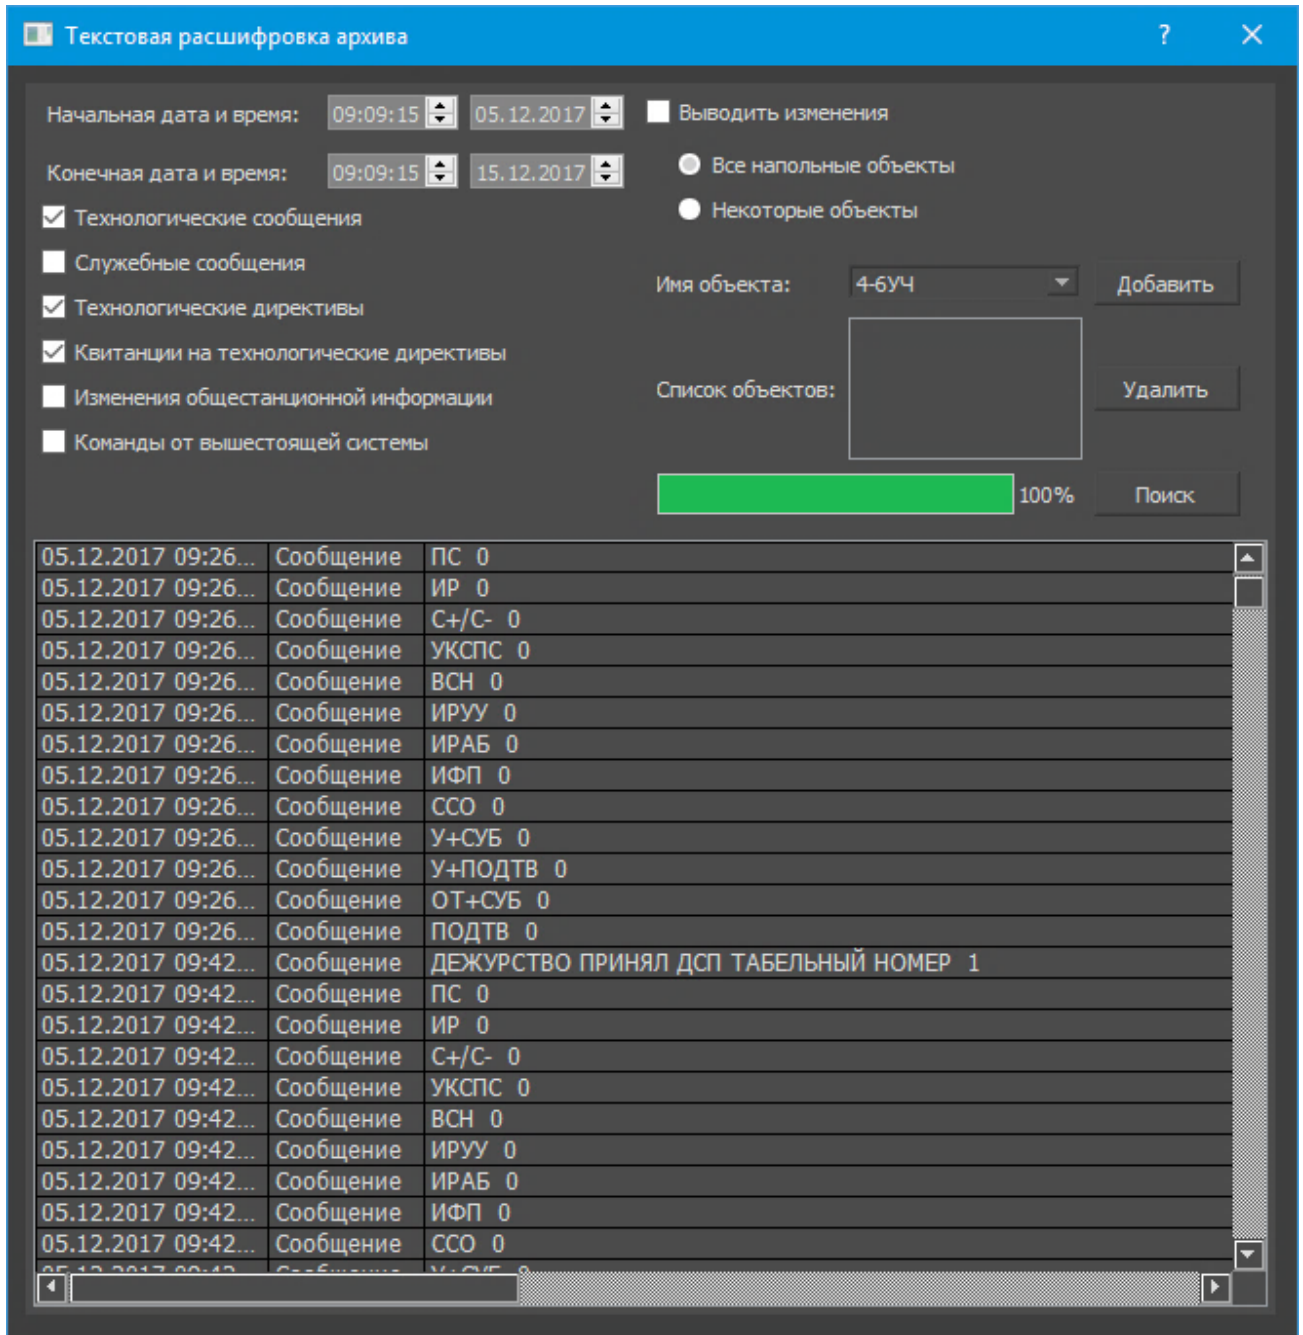 Текстовая расшифровка архива ?
Начальная дата и время: 09:09:15 05.12.2017
Конечная дата и время: 09:09:15 15.12.2017
Технологические сообщения
Служебные сообщения
Технологические директивы
Квитанции на технологические директивы
Изменения общестанционной информации
Команды от вышестоящей системы
Выводить изменения
Все напольные объекты
Некоторые объекты
Имя объекта: 4-6УЧ Добавить
Список объектов: Удалить
100% Поиск
05.12.2017 09:26... Сообщение ПС 0
05.12.2017 09:26... Сообщение ИР 0
05.12.2017 09:26... Сообщение С+/С- 0
05.12.2017 09:26... Сообщение УКСПС 0
05.12.2017 09:26... Сообщение ВСН 0
05.12.2017 09:26... Сообщение ИРУУ 0
05.12.2017 09:26... Сообщение ИРАБ 0
05.12.2017 09:26... Сообщение ИФП 0
05.12.2017 09:26... Сообщение ССО 0
05.12.2017 09:26... Сообщение У+СУБ 0
05.12.2017 09:26... Сообщение У+ПОДТВ 0
05.12.2017 09:26... Сообщение ОТ+СУБ 0
05.12.2017 09:26... Сообщение ПОДТВ 0
05.12.2017 09:42... Сообщение ДЕЖУРСТВО ПРИНЯЛ ДСП ТАБЕЛЬНЫЙ НОМЕР 1
05.12.2017 09:42... Сообщение ПС 0
05.12.2017 09:42... Сообщение ИР 0
05.12.2017 09:42... Сообщение С+/С- 0
05.12.2017 09:42... Сообщение УКСПС 0
05.12.2017 09:42... Сообщение ВСН 0
05.12.2017 09:42... Сообщение ИРУУ 0
05.12.2017 09:42... Сообщение ИРАБ 0
05.12.2017 09:42... Сообщение ИФП 0
05.12.2017 09:42... Сообщение ССО 0